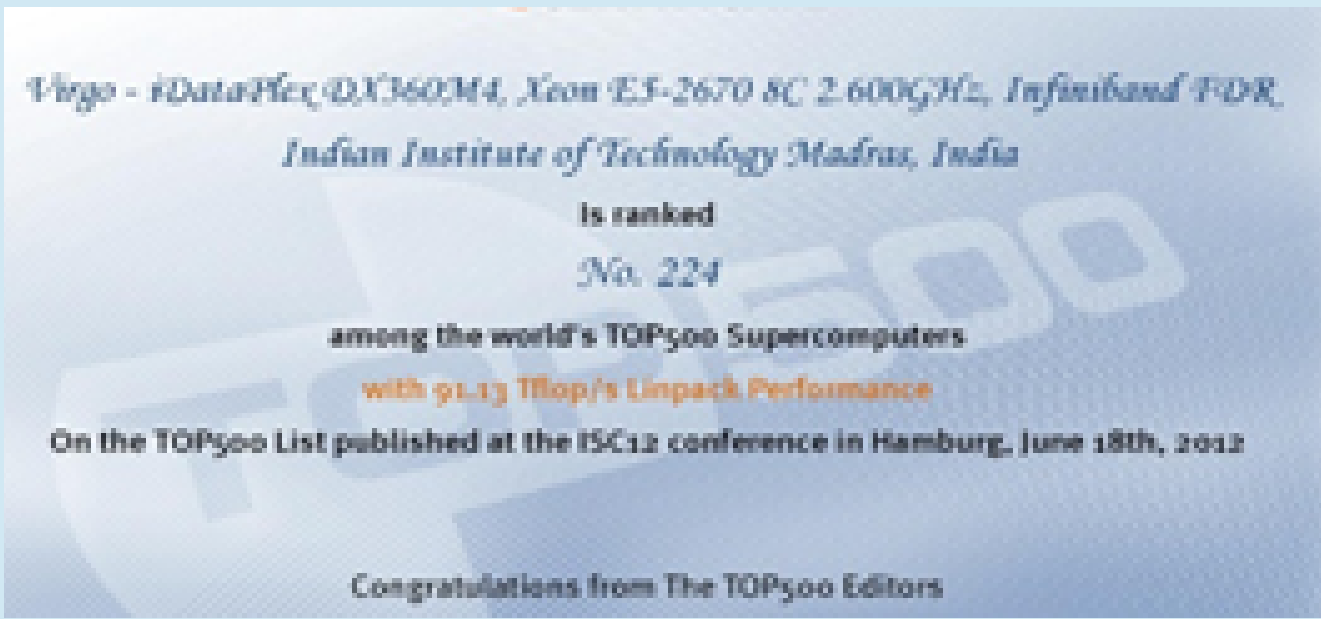 Virgo - iDataPlex DX360M4, Xeon E5-2670 8C 2.600GHz, Infiniband FDR
Indian Institute of Technology Madras, India
is ranked
No. 224
among the world's TOP500 Supercomputers
with 91.13 Tflop/s Linpack Performance
On the TOP500 List published at the ISC12 conference in Hamburg, June 18th, 2012
Congratulations from The TOP500 Editors
TOP500